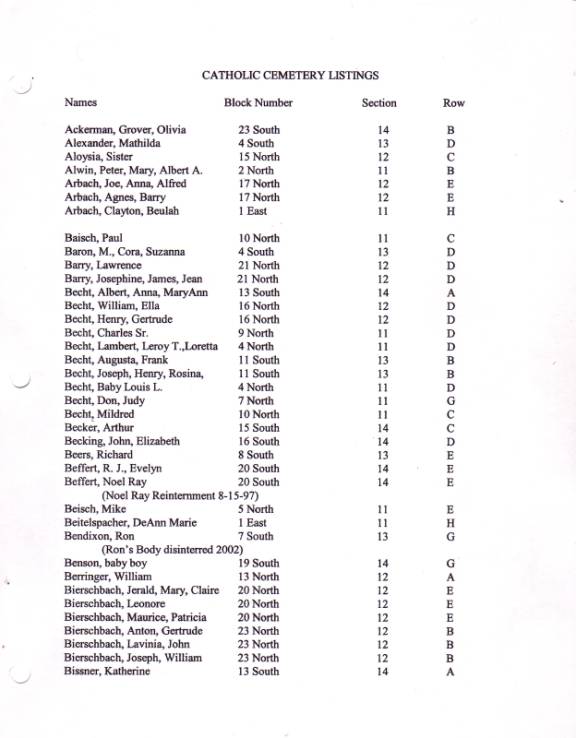 CATHOLIC CEMETERY LISTINGS
Names Block Number Section Row
Ackerman, Grover, Olivia 23 South 14 B
Alexander, Mathilda 4 South 13 D
Aloysia, Sister 15 North 12 C
Alwin, Peter, Mary, Albert A. 2 North 11 B
Arbach, Joe, Anna, Alfred 17 North 12 E
Arbach, Agnes, Barry 17 North 12 E
Arbach, Clayton, Beulah 1 East 11 H
Baisch, Paul 10 North 11 C
Baron, M., Cora, Suzanna 4 South 13 D
Barry, Lawrence 21 North 12 D
Barry, Josephine, James, Jean 21 North 12 D
Becht, Albert, Anna, MaryAnn 13 South 14 A
Becht, William, Ella 16 North 12 D
Becht, Henry, Gertrude 16 North 12 D
Becht, Charles Sr. 9 North 11 D
Becht, Lambert, Leroy T.,Loretta 4 North 11 D
Becht, Augusta, Frank 11 South 13 B
Becht, Joseph, Henry, Rosina, 11 South 13 B
Becht, Baby Louis L. 4 North 11 D
Becht, Don, Judy 7 North 11 G
Becht, Mildred 10 North 11 C
Becker, Arthur 15 South 14 C
Becking, John, Elizabeth 16 South 14 D
Beers, Richard 8 South 13 E
Beffert, R. J., Evelyn 20 South 14 E
Beffert, Noel Ray 20 South 14 E
(Noel Ray Reinternment 8-15-97)
Beisch, Mike 5 North 11 E
Beitelspacher, DeAnn Marie 1 East 11 H
Bendixon, Ron 7 South 13 G
(Ron's Body disinterred 2002)
Benson, baby boy 19 South 14 G
Berringer, William 13 North 12 A
Bierschbach, Jerald, Mary, Claire 20 North 12 E
Bierschbach, Leonore 20 North 12 E
Bierschbach, Maurice, Patricia 20 North 12 E
Bierschbach, Anton, Gertrude 23 North 12 B
Bierschbach, Lavinia, John 23 North 12 B
Bierschbach, Joseph, William 23 North 12 B
Bissner, Katherine 13 South 14 A